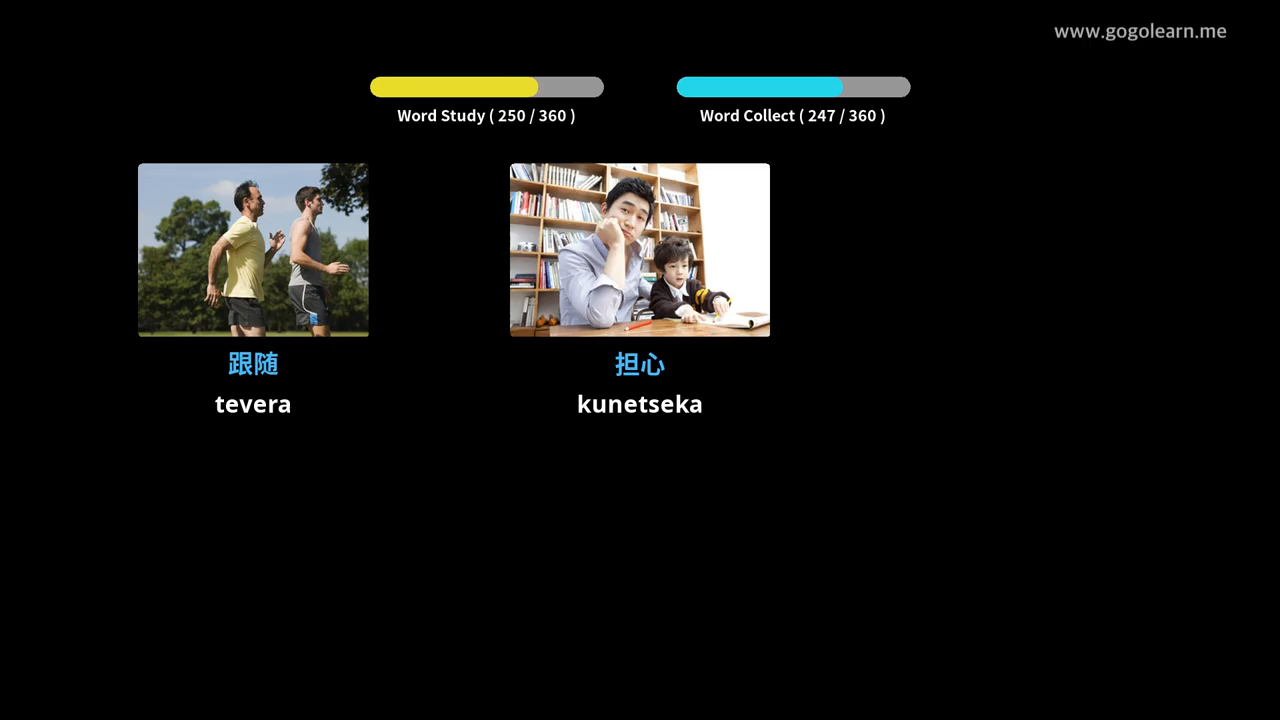 www.gogolearn.me
Word Study ( 250 / 360 )
Word Collect ( 247 / 360 )
跟随
担心
tevera
kunetseka